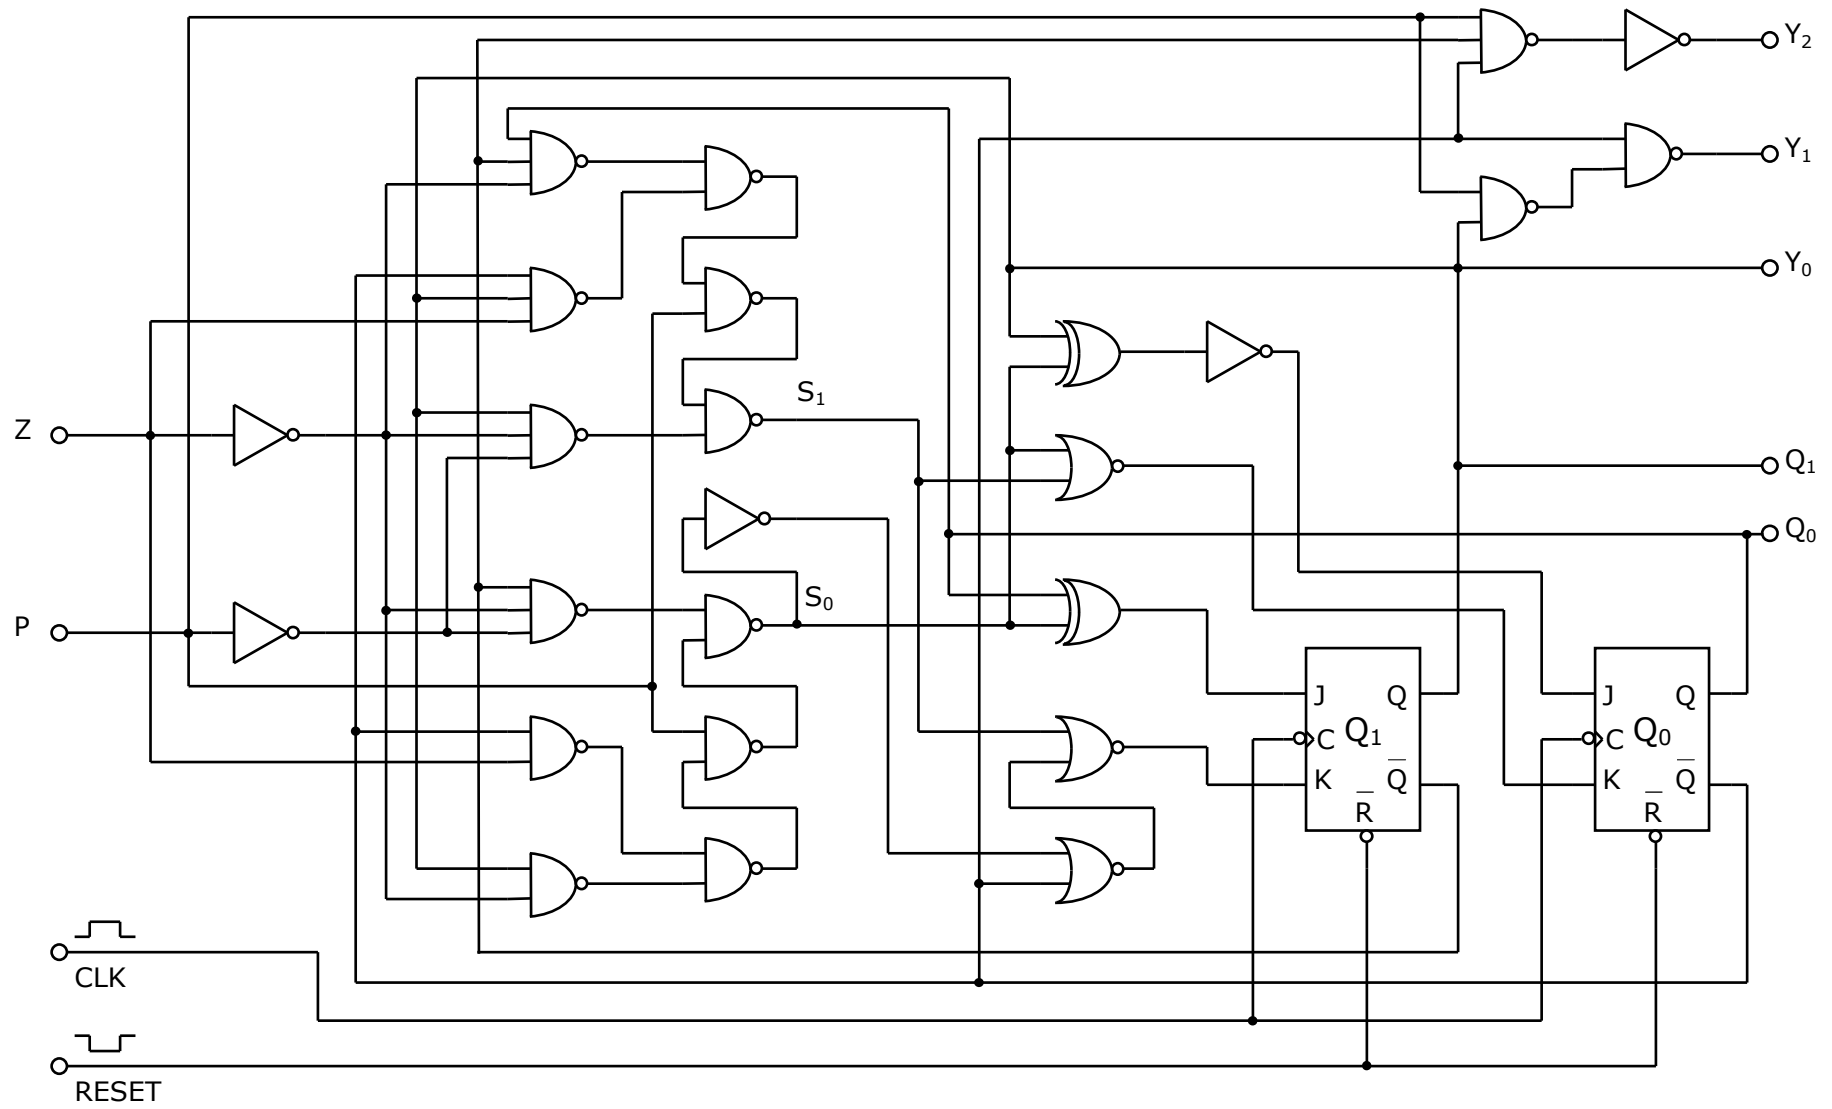 Y₂
Y₁
Y₀
S₁
Z
Q₁
Q₀
S₀
P
J Q J Q
C Q₁ C Q₀
K Q̅ K Q̅
R̅ R̅
CLK
RESET